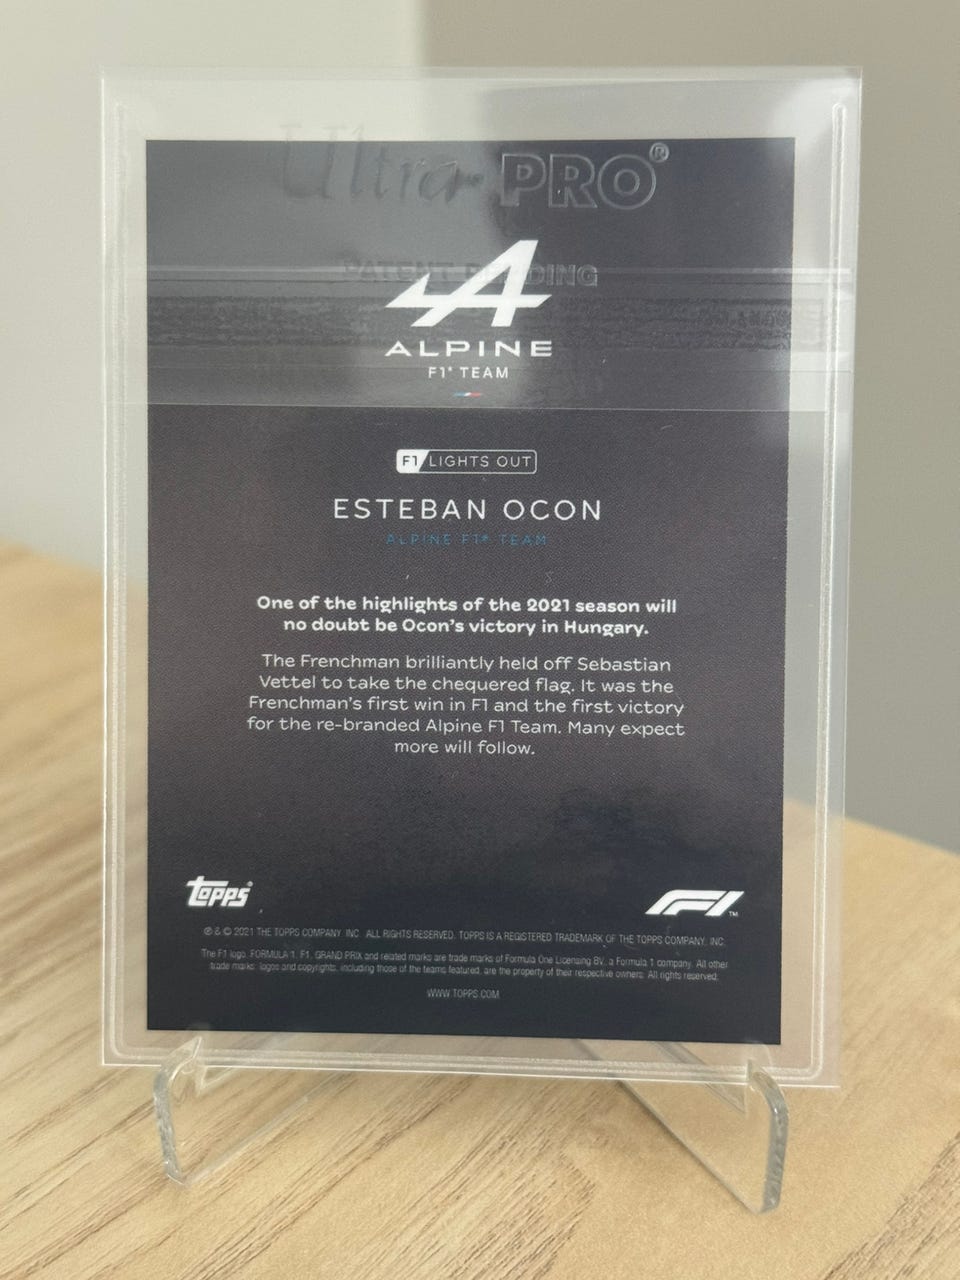 Ultra·PRO®
PATENT PENDING
ALPINE
F1® TEAM
F1 LIGHTS OUT
ESTEBAN OCON
ALPINE F1® TEAM
One of the highlights of the 2021 season will
no doubt be Ocon's victory in Hungary.
The Frenchman brilliantly held off Sebastian
Vettel to take the chequered flag. It was the
Frenchman's first win in F1 and the first victory
for the re-branded Alpine F1 Team. Many expect
more will follow.
Topps®
F1™
℗ & © 2021 THE TOPPS COMPANY, INC. ALL RIGHTS RESERVED. TOPPS IS A REGISTERED TRADEMARK OF THE TOPPS COMPANY, INC.
The F1 logo, FORMULA 1, F1, GRAND PRIX and related marks are trade marks of Formula One Licensing BV, a Formula 1 company. All other
trade marks, logos and copyrights, including those of the teams featured, are the property of their respective owners. All rights reserved.
WWW.TOPPS.COM